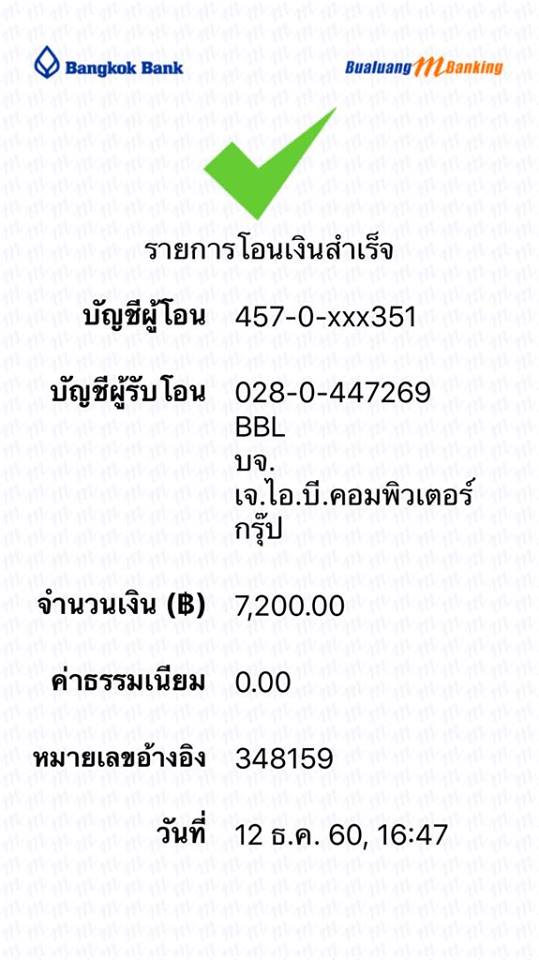 Bangkok Bank
Bualuang mBanking
รายการโอนเงินสำเร็จ
บัญชีผู้โอน 457-0-xxx351
บัญชีผู้รับโอน 028-0-447269
BBL
บจ.
เจ.ไอ.บี.คอมพิวเตอร์
กรุ๊ป
จำนวนเงิน (฿) 7,200.00
ค่าธรรมเนียม 0.00
หมายเลขอ้างอิง 348159
วันที่ 12 ธ.ค. 60, 16:47